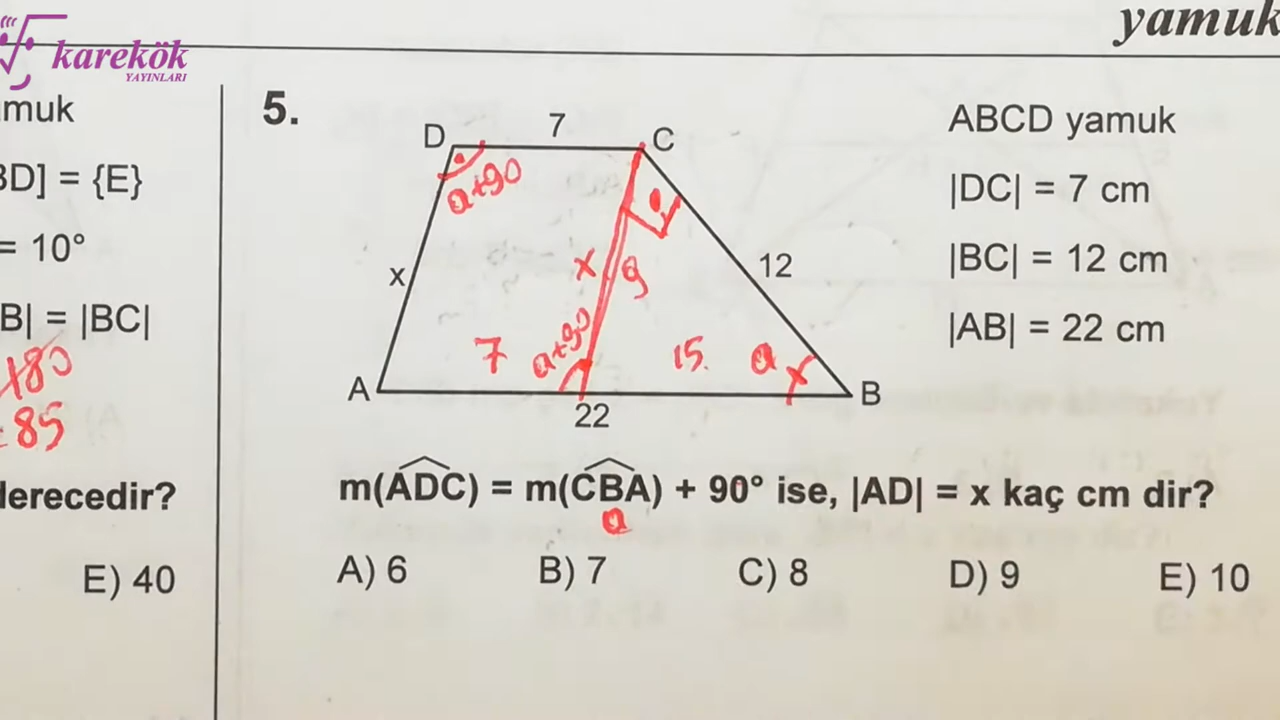 yamuk
karekök
YAYINLARI
muk
BD] = {E}
= 10°
B| = |BC|
180
85
derecedir?
E) 40
5.
D 7 C
a+90
x
x 9
12
7 a+90 15. a
A B
22
ABCD yamuk
|DC| = 7 cm
|BC| = 12 cm
|AB| = 22 cm
m(ADC) = m(CBA) + 90° ise, |AD| = x kaç cm dir?
a
A) 6 B) 7 C) 8 D) 9 E) 10